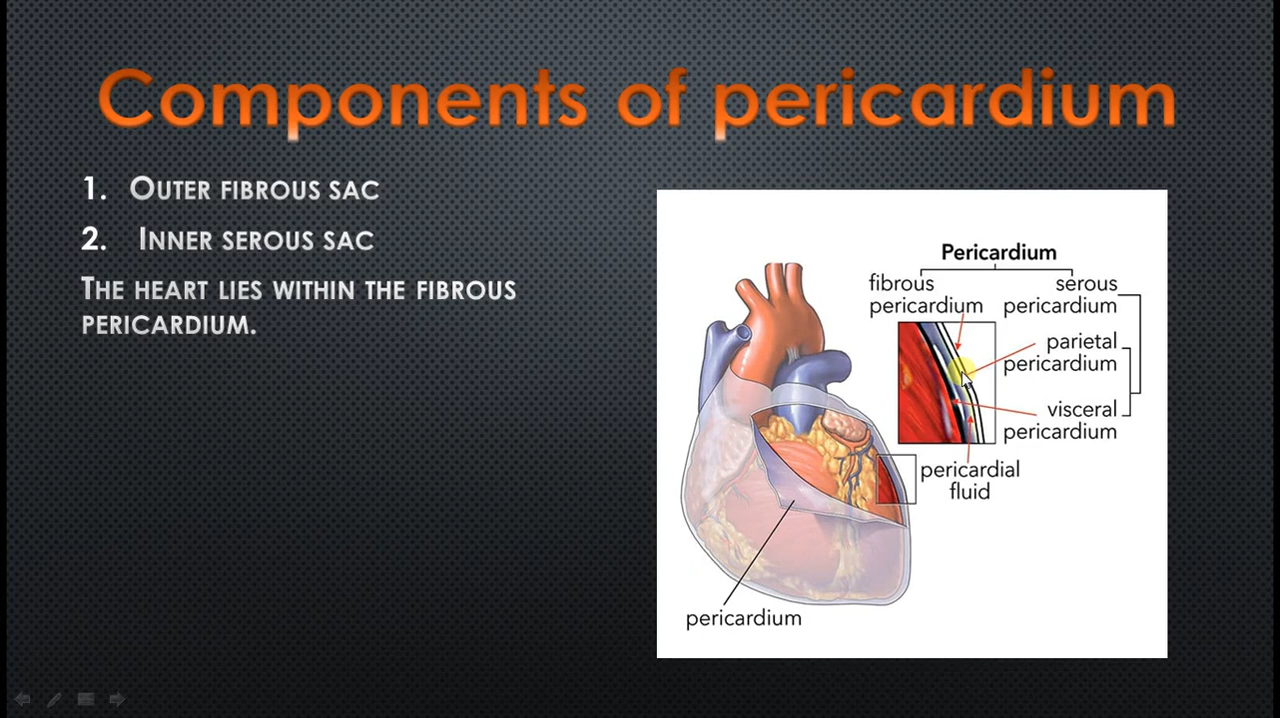 Components of pericardium
1. OUTER FIBROUS SAC
2. INNER SEROUS SAC
THE HEART LIES WITHIN THE FIBROUS
PERICARDIUM.
Pericardium
fibrous
pericardium
serous
pericardium
parietal
pericardium
visceral
pericardium
pericardial
fluid
pericardium